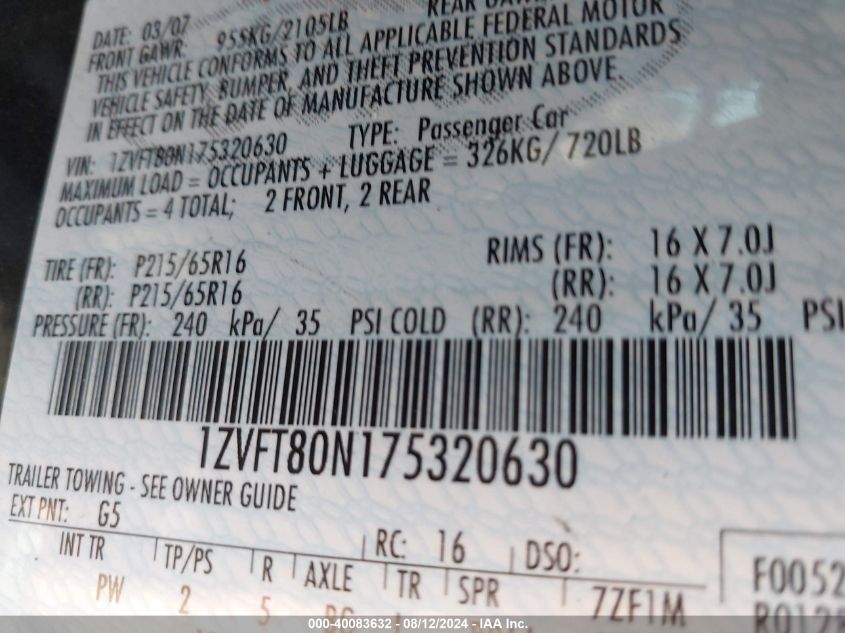 DATE: 03/07
FRONT GAWR: 955KG/2105LB REAR
THIS VEHICLE CONFORMS TO ALL APPLICABLE FEDERAL MOTOR
VEHICLE SAFETY, BUMPER, AND THEFT PREVENTION STANDARDS
IN EFFECT ON THE DATE OF MANUFACTURE SHOWN ABOVE.
VIN: 1ZVFT80N175320630 TYPE: Passenger Car
MAXIMUM LOAD = OCCUPANTS + LUGGAGE = 326KG/ 720LB
OCCUPANTS = 4 TOTAL; 2 FRONT, 2 REAR
TIRE (FR): P215/65R16 RIMS (FR): 16 X 7.0J
(RR): P215/65R16 (RR): 16 X 7.0J
PRESSURE (FR): 240 kPa/ 35 PSI COLD (RR): 240 kPa/ 35 PSI
1ZVFT80N175320630
TRAILER TOWING - SEE OWNER GUIDE
EXT PNT: G5 RC: 16 DSO:
INT TR TP/PS R AXLE TR SPR
PW 2 5 7ZF1M
F0052
000-40083632 - 08/12/2024 - IAA Inc.